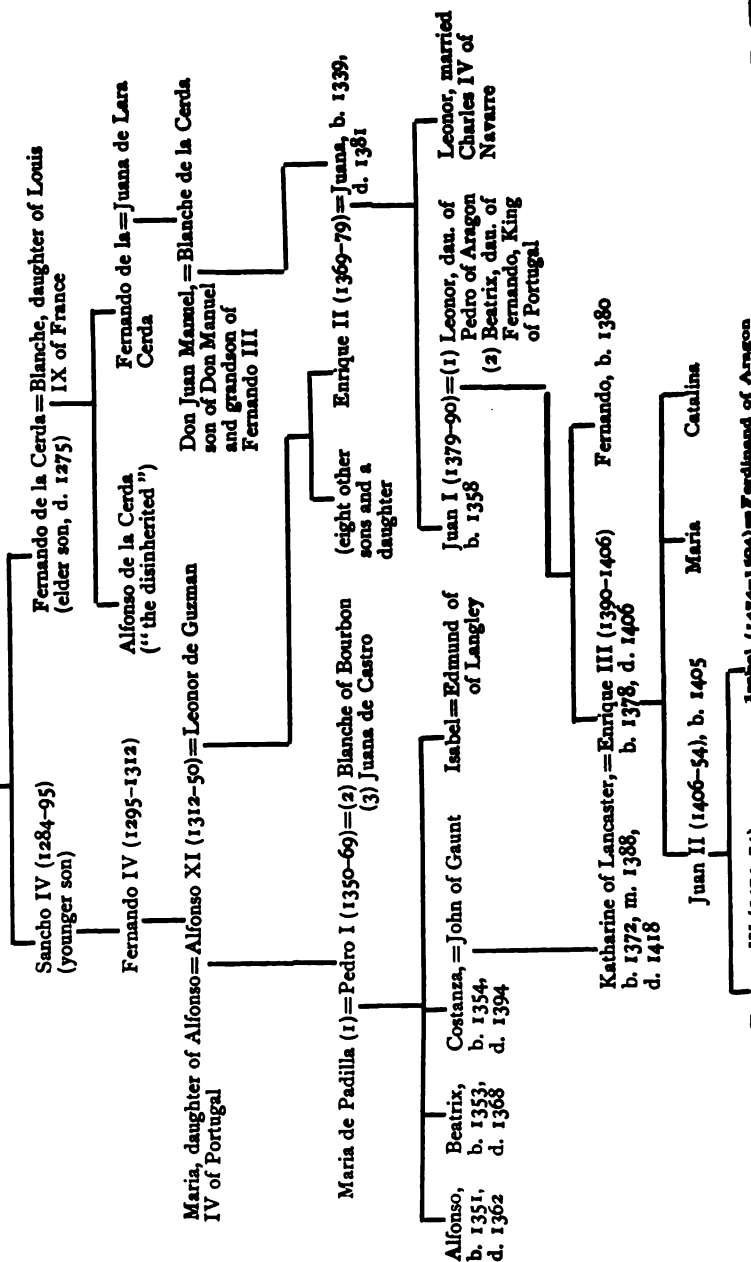 Sancho IV (1284–95)
(younger son)
Fernando de la Cerda=Blanche, daughter of Louis
(elder son, d. 1275)
IX of France
Fernando IV (1295–1312)
Alfonso de la Cerda
("the disinherited")
Fernando de la=Juana de Lara
Cerda
Maria, daughter of Alfonso=Alfonso XI (1312–50)=Leonor de Guzman
IV of Portugal
Don Juan Manuel,=Blanche de la Cerda
son of Don Manuel
and grandson of
Fernando III
Maria de Padilla (1)=Pedro I (1350–69)=(2) Blanche of Bourbon
(3) Juana de Castro
(eight other
sons and a
daughter
Enrique II (1369–79)=Juana, b. 1339,
d. 1381
Alfonso,
b. 1351,
d. 1362
Beatrix,
b. 1353,
d. 1368
Costanza,=John of Gaunt
b. 1354,
d. 1394
Isabel=Edmund of
of Langley
Juan I (1379–90)=(1) Leonor, dau. of
b. 1358
Pedro of Aragon
(2) Beatrix, dau. of
Fernando, King
of Portugal
Leonor, married
Charles IV of
Navarre
Katharine of Lancaster,=Enrique III (1390–1406)
b. 1372, m. 1388,
d. 1418
b. 1378, d. 1406
Fernando, b. 1380
Juan II (1406–54), b. 1405
Maria
Catalina
=Ferdinand of Aragon